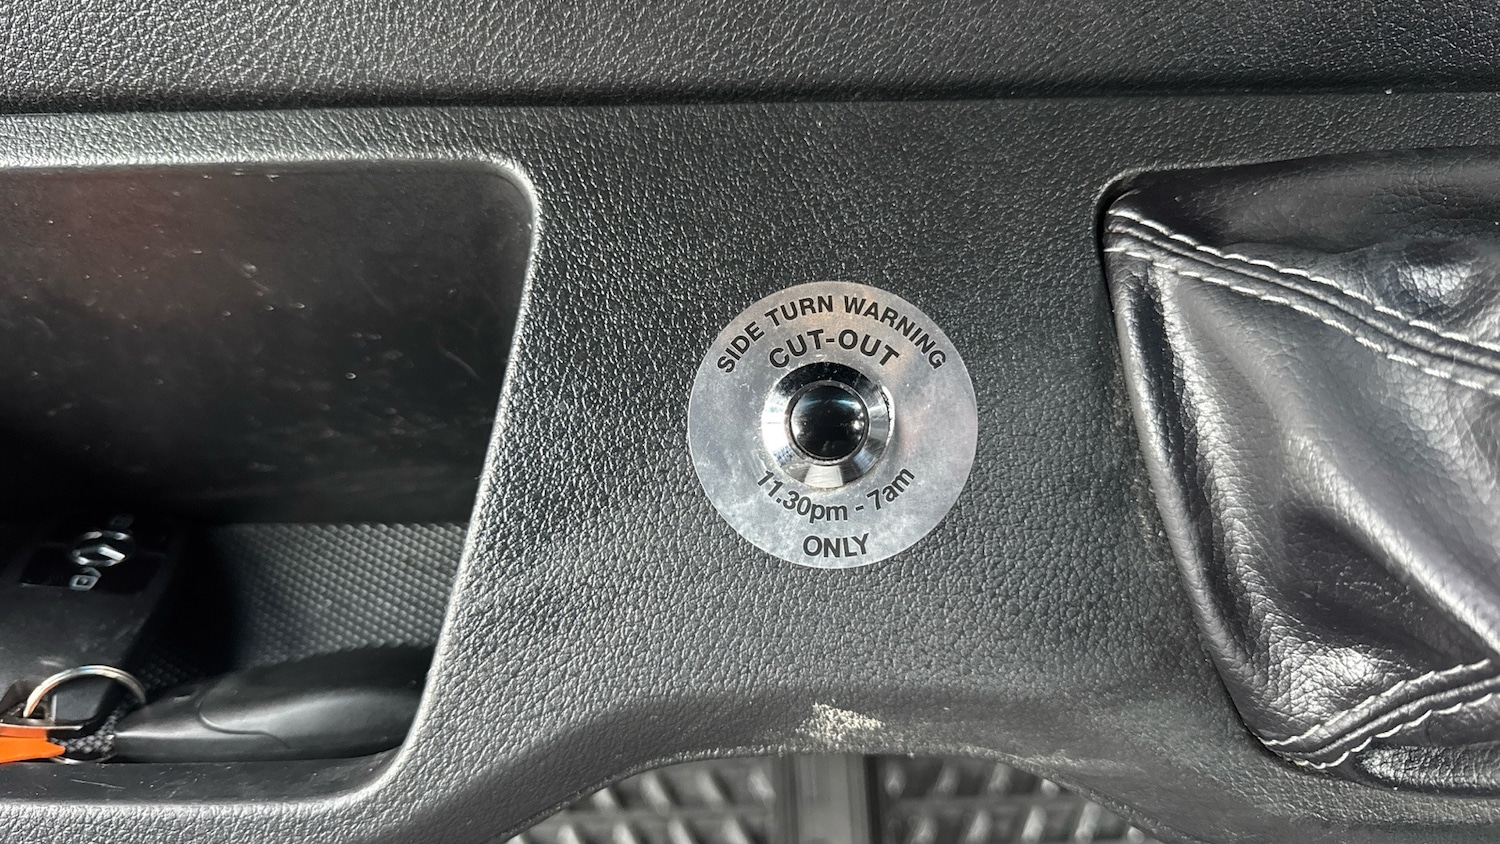 SIDE TURN WARNING
CUT-OUT
11.30pm - 7am
ONLY